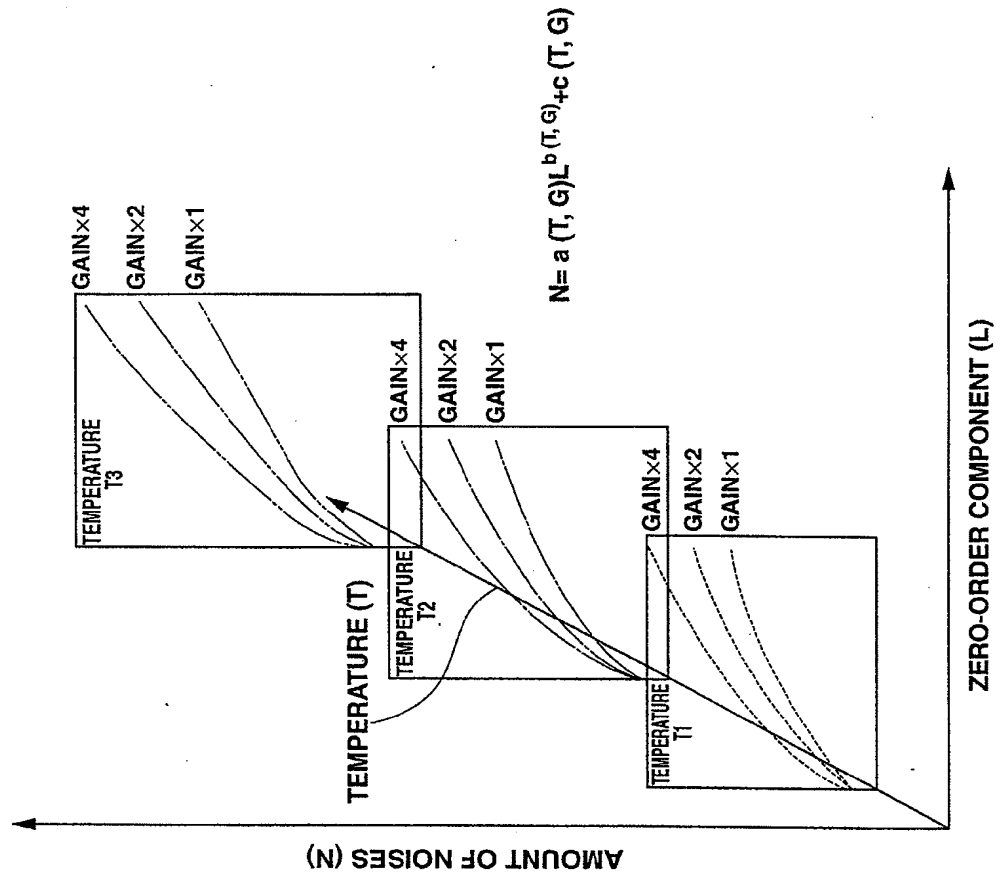 TEMPERATURE
T3
GAIN×4
GAIN×2
GAIN×1
TEMPERATURE
T2
GAIN×4
GAIN×2
GAIN×1
TEMPERATURE
T1
GAIN×4
GAIN×2
GAIN×1
TEMPERATURE (T)
N= a (T, G)L^b (T, G)+c (T, G)
AMOUNT OF NOISES (N)
ZERO-ORDER COMPONENT (L)